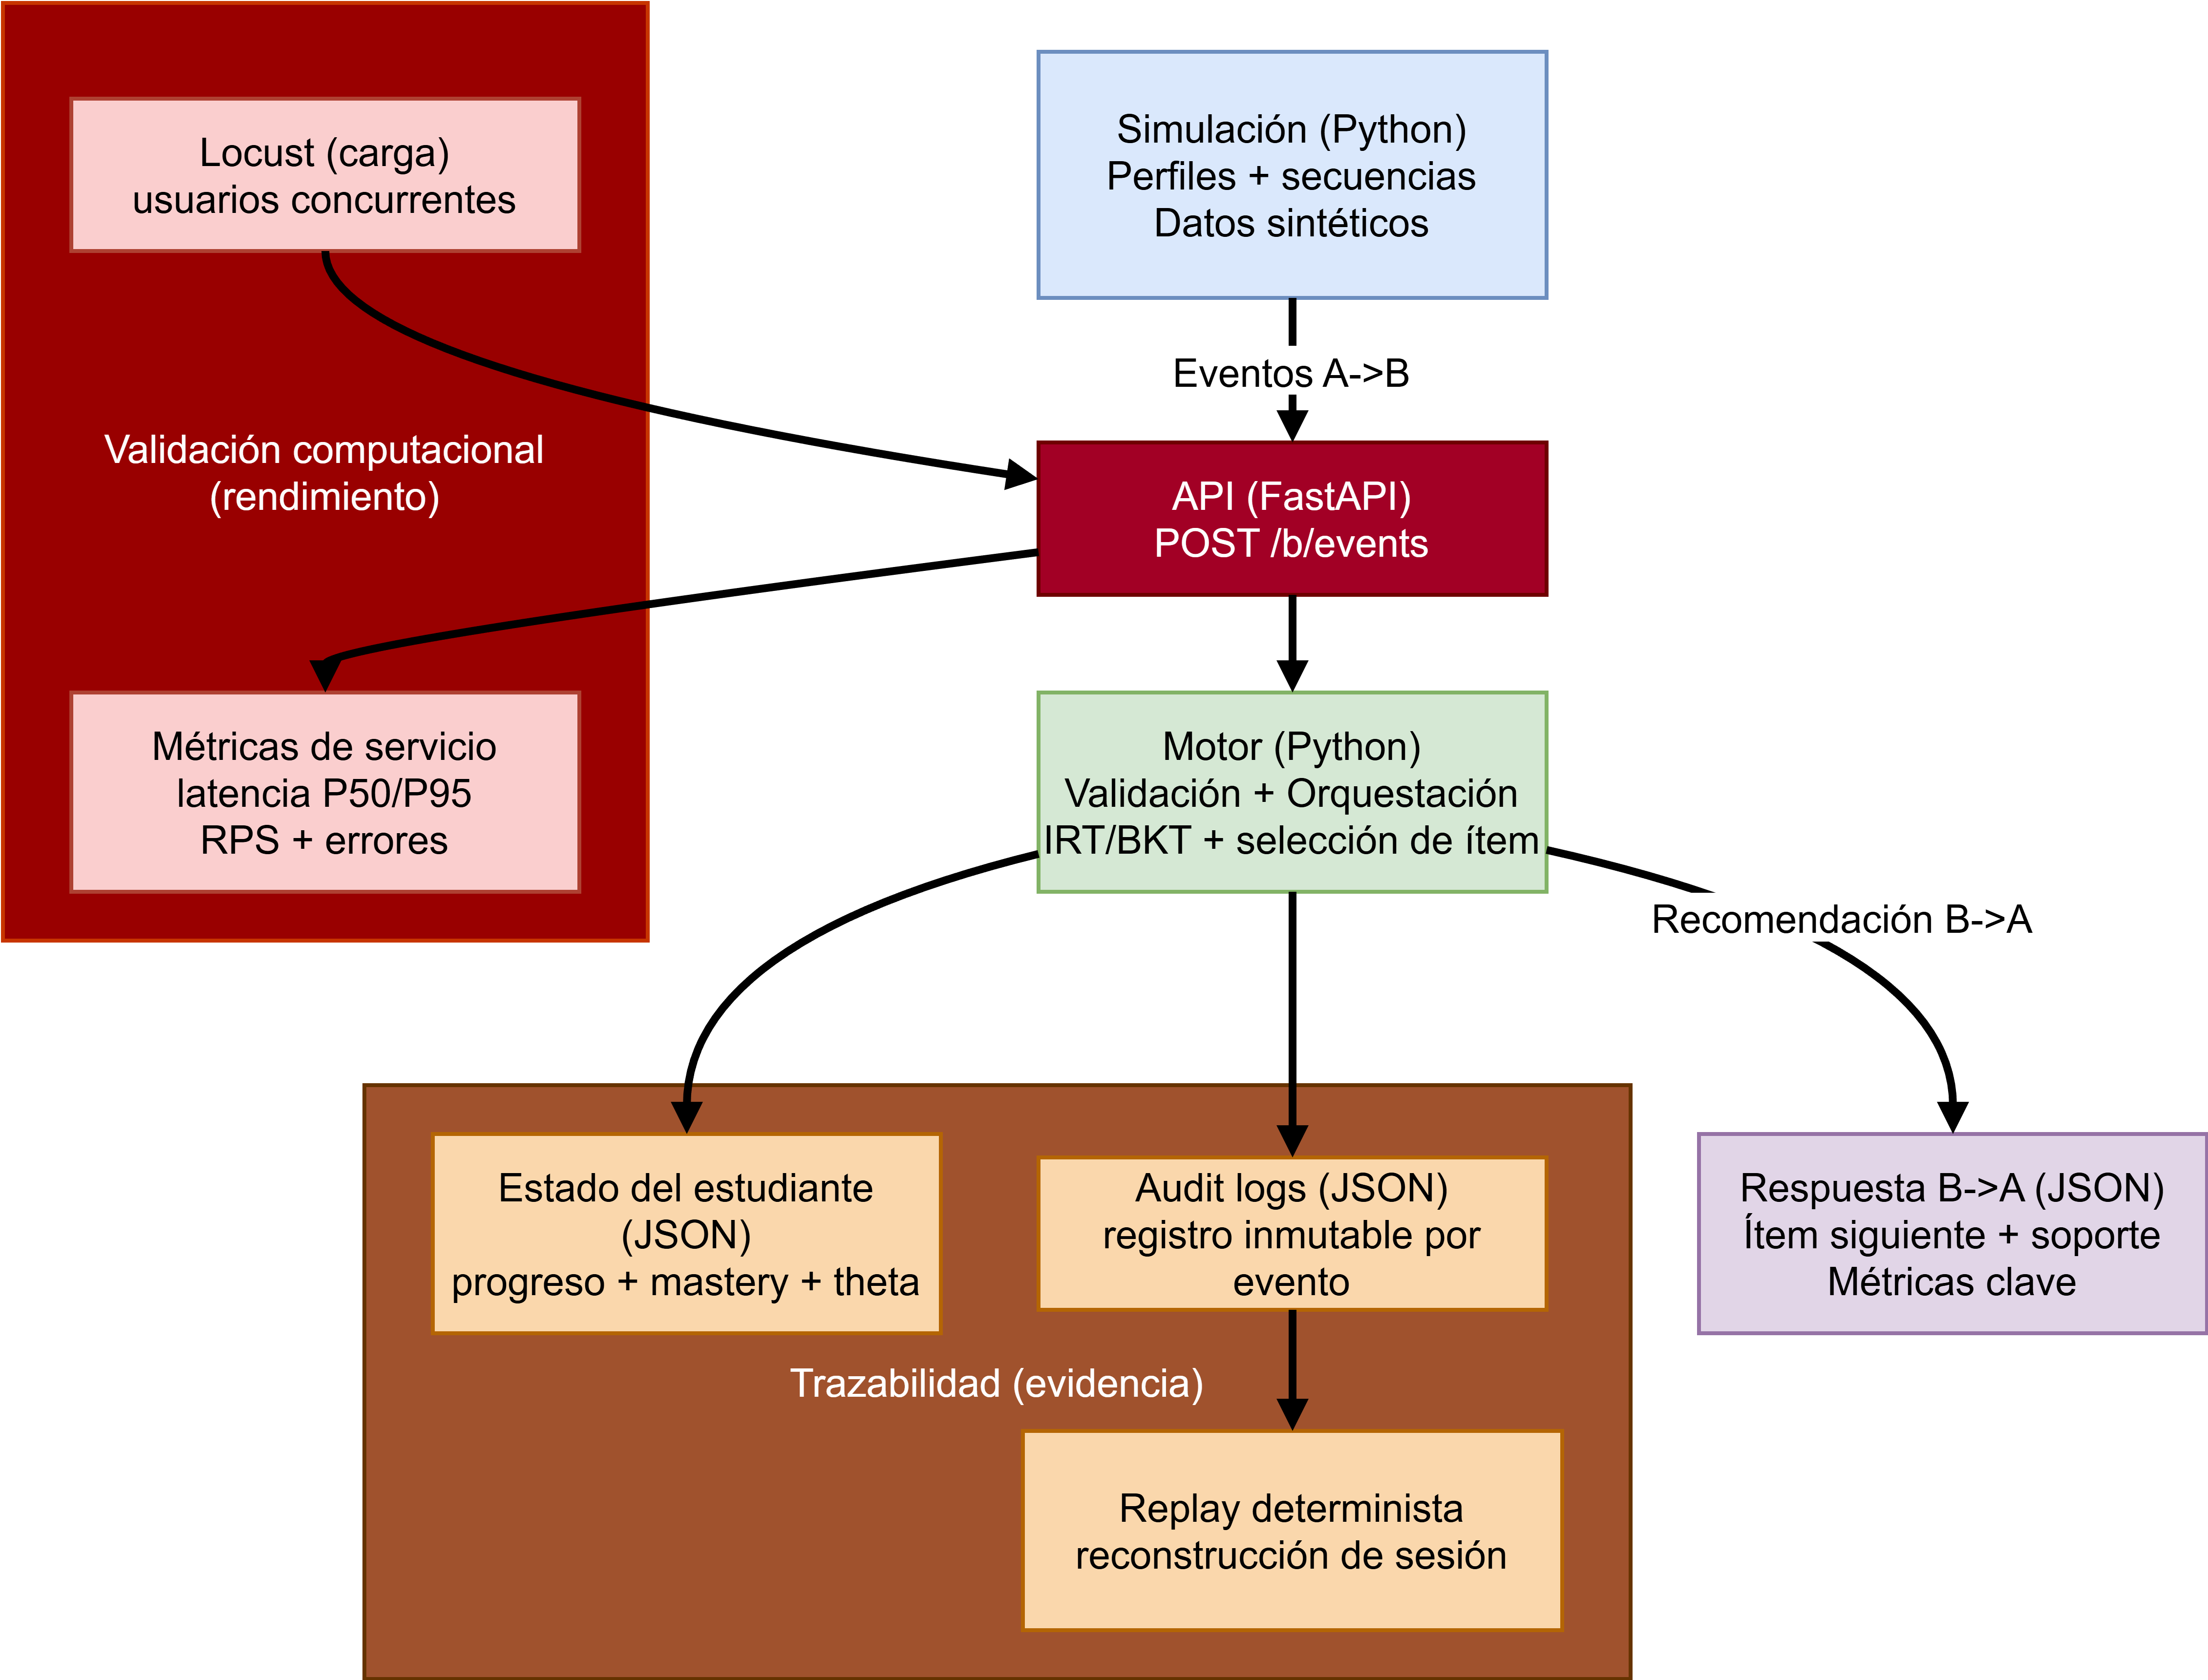 Locust (carga)
usuarios concurrentes
Simulación (Python)
Perfiles + secuencias
Datos sintéticos
Eventos A->B
Validación computacional
(rendimiento)
API (FastAPI)
POST /b/events
Métricas de servicio
latencia P50/P95
RPS + errores
Motor (Python)
Validación + Orquestación
IRT/BKT + selección de ítem
Recomendación B->A
Estado del estudiante
(JSON)
progreso + mastery + theta
Audit logs (JSON)
registro inmutable por
evento
Respuesta B->A (JSON)
Ítem siguiente + soporte
Métricas clave
Trazabilidad (evidencia)
Replay determinista
reconstrucción de sesión